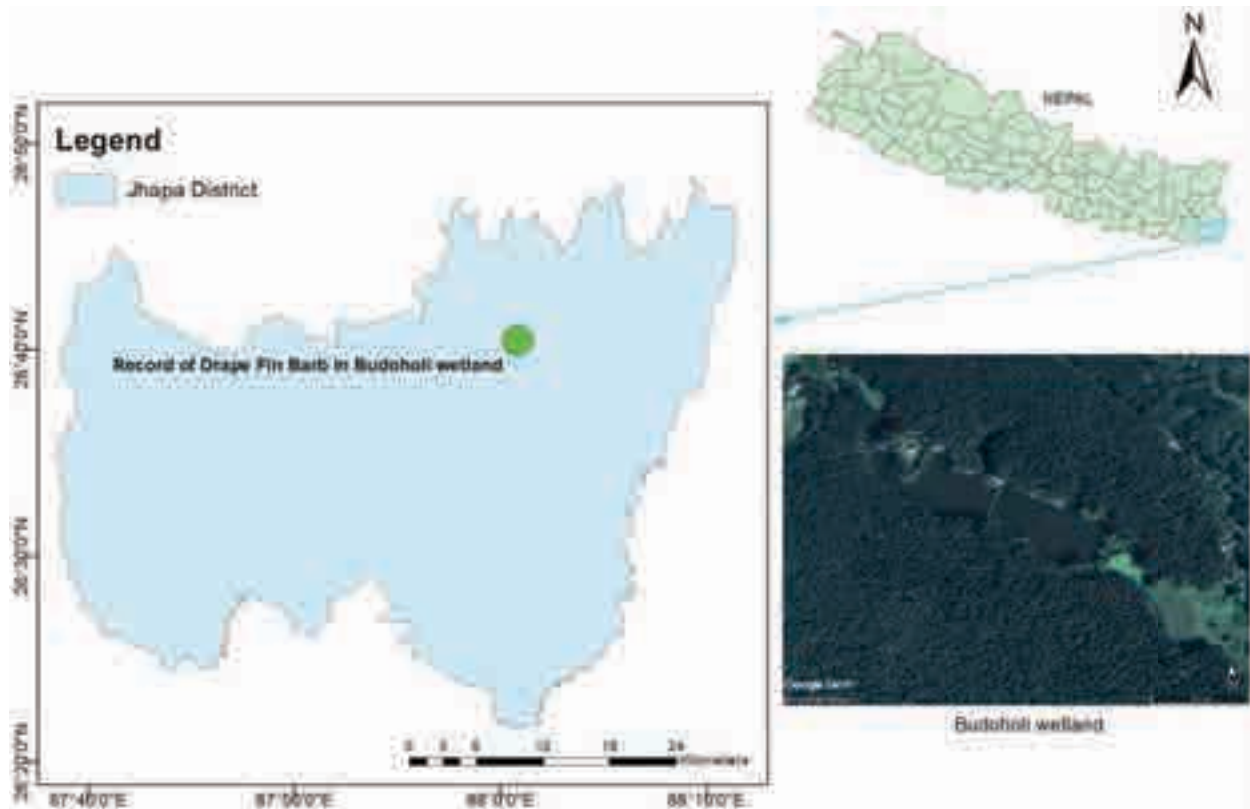 N
NEPAL
Legend
Jhapa District
Record of Drape Fin Barb in Budoholi wetland
26°50'0"N
26°40'0"N
26°30'0"N
26°20'0"N
87°40'0"E
87°50'0"E
88°0'0"E
88°10'0"E
0
3
6
12
18
24
Kilometers
Google Earth
Budoholi wetland